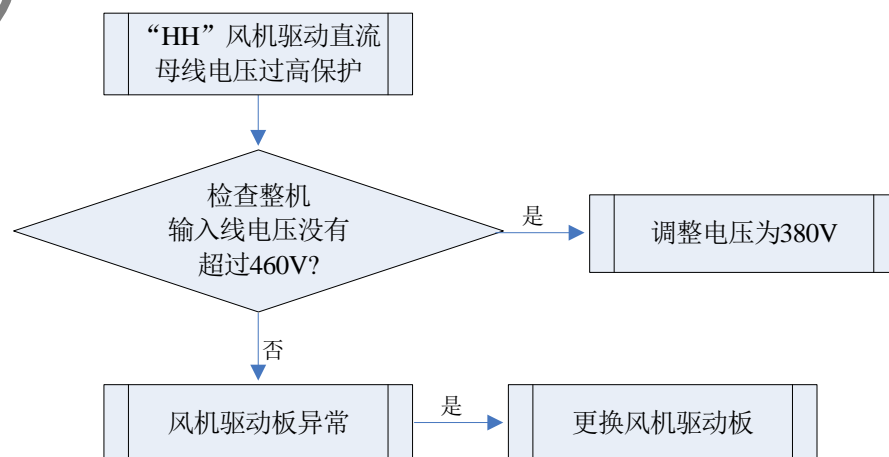 “HH”风机驱动直流
母线电压过高保护
检查整机
输入线电压没有
超过460V?
是
调整电压为380V
否
风机驱动板异常
是
更换风机驱动板